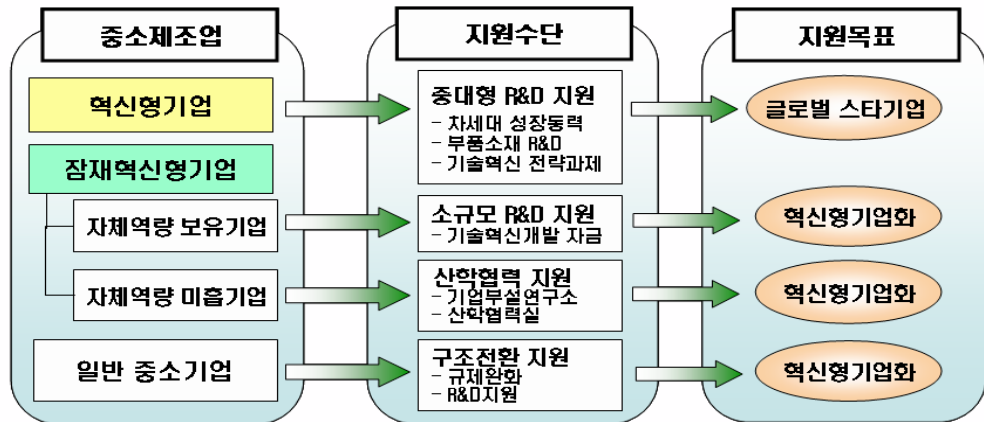 중소제조업
지원수단
지원목표
혁신형기업
중대형 R&D 지원
- 차세대 성장동력
- 부품소재 R&D
- 기술혁신 전략과제
글로벌 스타기업
잠재혁신형기업
자체역량 보유기업
소규모 R&D 지원
- 기술혁신개발 자금
혁신형기업화
자체역량 미흡기업
산학협력 지원
- 기업부설연구소
- 산학협력실
혁신형기업화
일반 중소기업
구조전환 지원
- 규제완화
- R&D지원
혁신형기업화